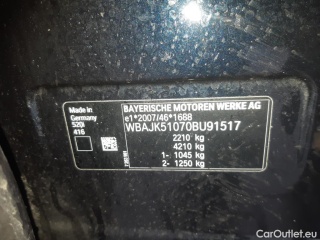 Made in
Germany
520i
416
BAYERISCHE MOTOREN WERKE AG
e1*2007/46*1688
WBAJK51070BU91517
2210 kg
4210 kg
1- 1045 kg
2- 1250 kg
CarOutlet.eu